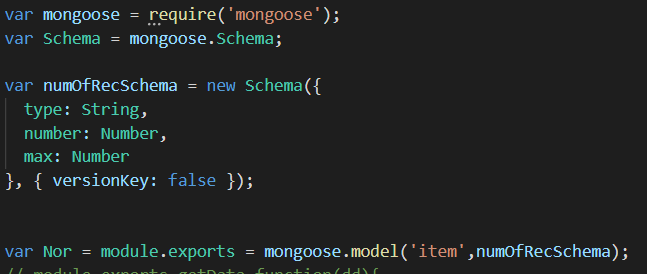 var mongoose = require('mongoose');
var Schema = mongoose.Schema;
var numOfRecSchema = new Schema({
type: String,
number: Number,
max: Number
}, { versionKey: false });
var Nor = module.exports = mongoose.model('item',numOfRecSchema);
// module.exports.getData function(dd){